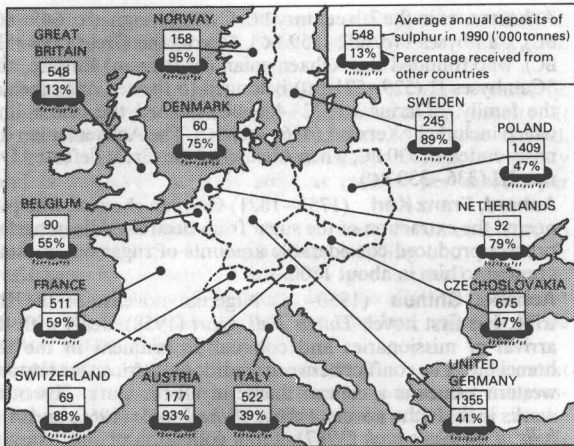 GREAT
BRITAIN
548
13%
NORWAY
158
95%
548
13%
Average annual deposits of
sulphur in 1990 ('000 tonnes)
Percentage received from
other countries
DENMARK
60
75%
SWEDEN
245
89%
POLAND
1409
47%
BELGIUM
90
55%
NETHERLANDS
92
79%
FRANCE
511
59%
CZECHOSLOVAKIA
675
47%
SWITZERLAND
69
88%
AUSTRIA
177
93%
ITALY
522
39%
UNITED
GERMANY
1355
41%